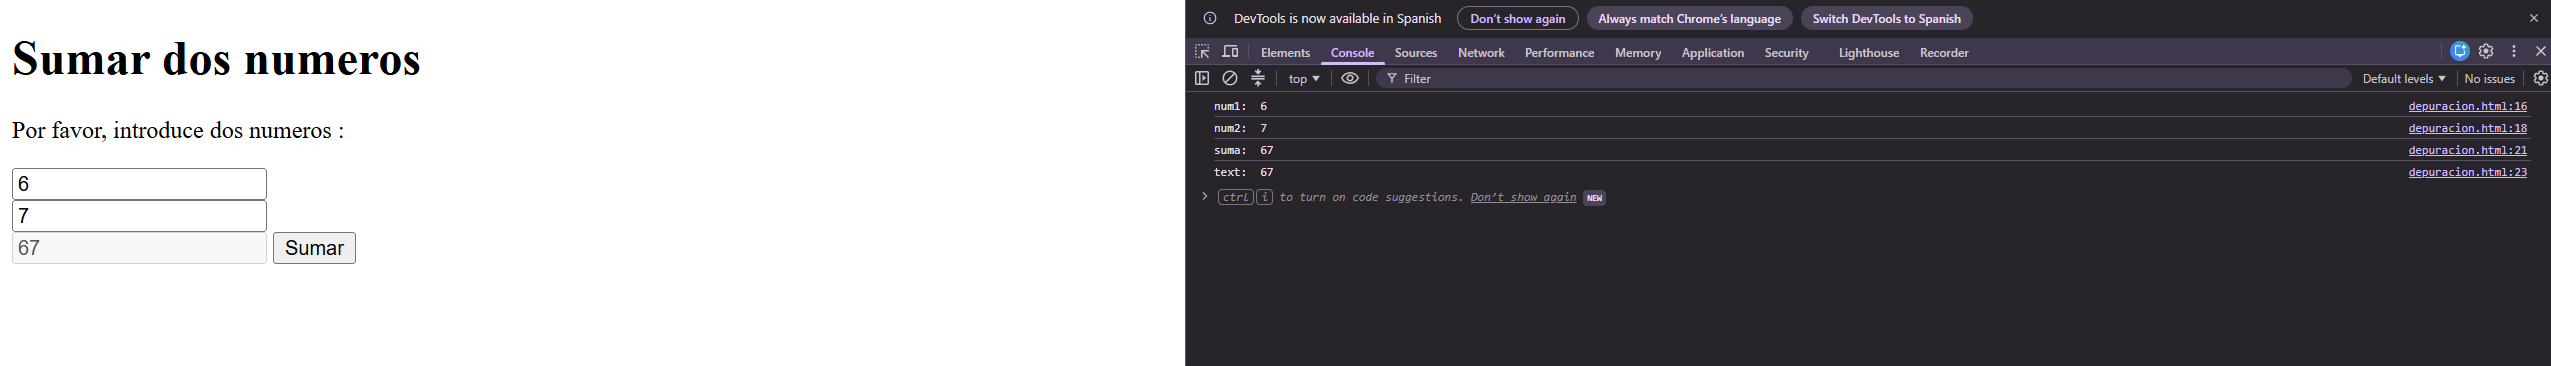 Sumar dos numeros
Por favor, introduce dos numeros :
6
7
67 Sumar
DevTools is now available in Spanish Don't show again Always match Chrome's language Switch DevTools to Spanish
Elements Console Sources Network Performance Memory Application Security Lighthouse Recorder
top Filter Default levels No issues
num1: 6 depuracion.html:16
num2: 7 depuracion.html:18
suma: 67 depuracion.html:21
text: 67 depuracion.html:23
ctrl i to turn on code suggestions. Don't show again NEW